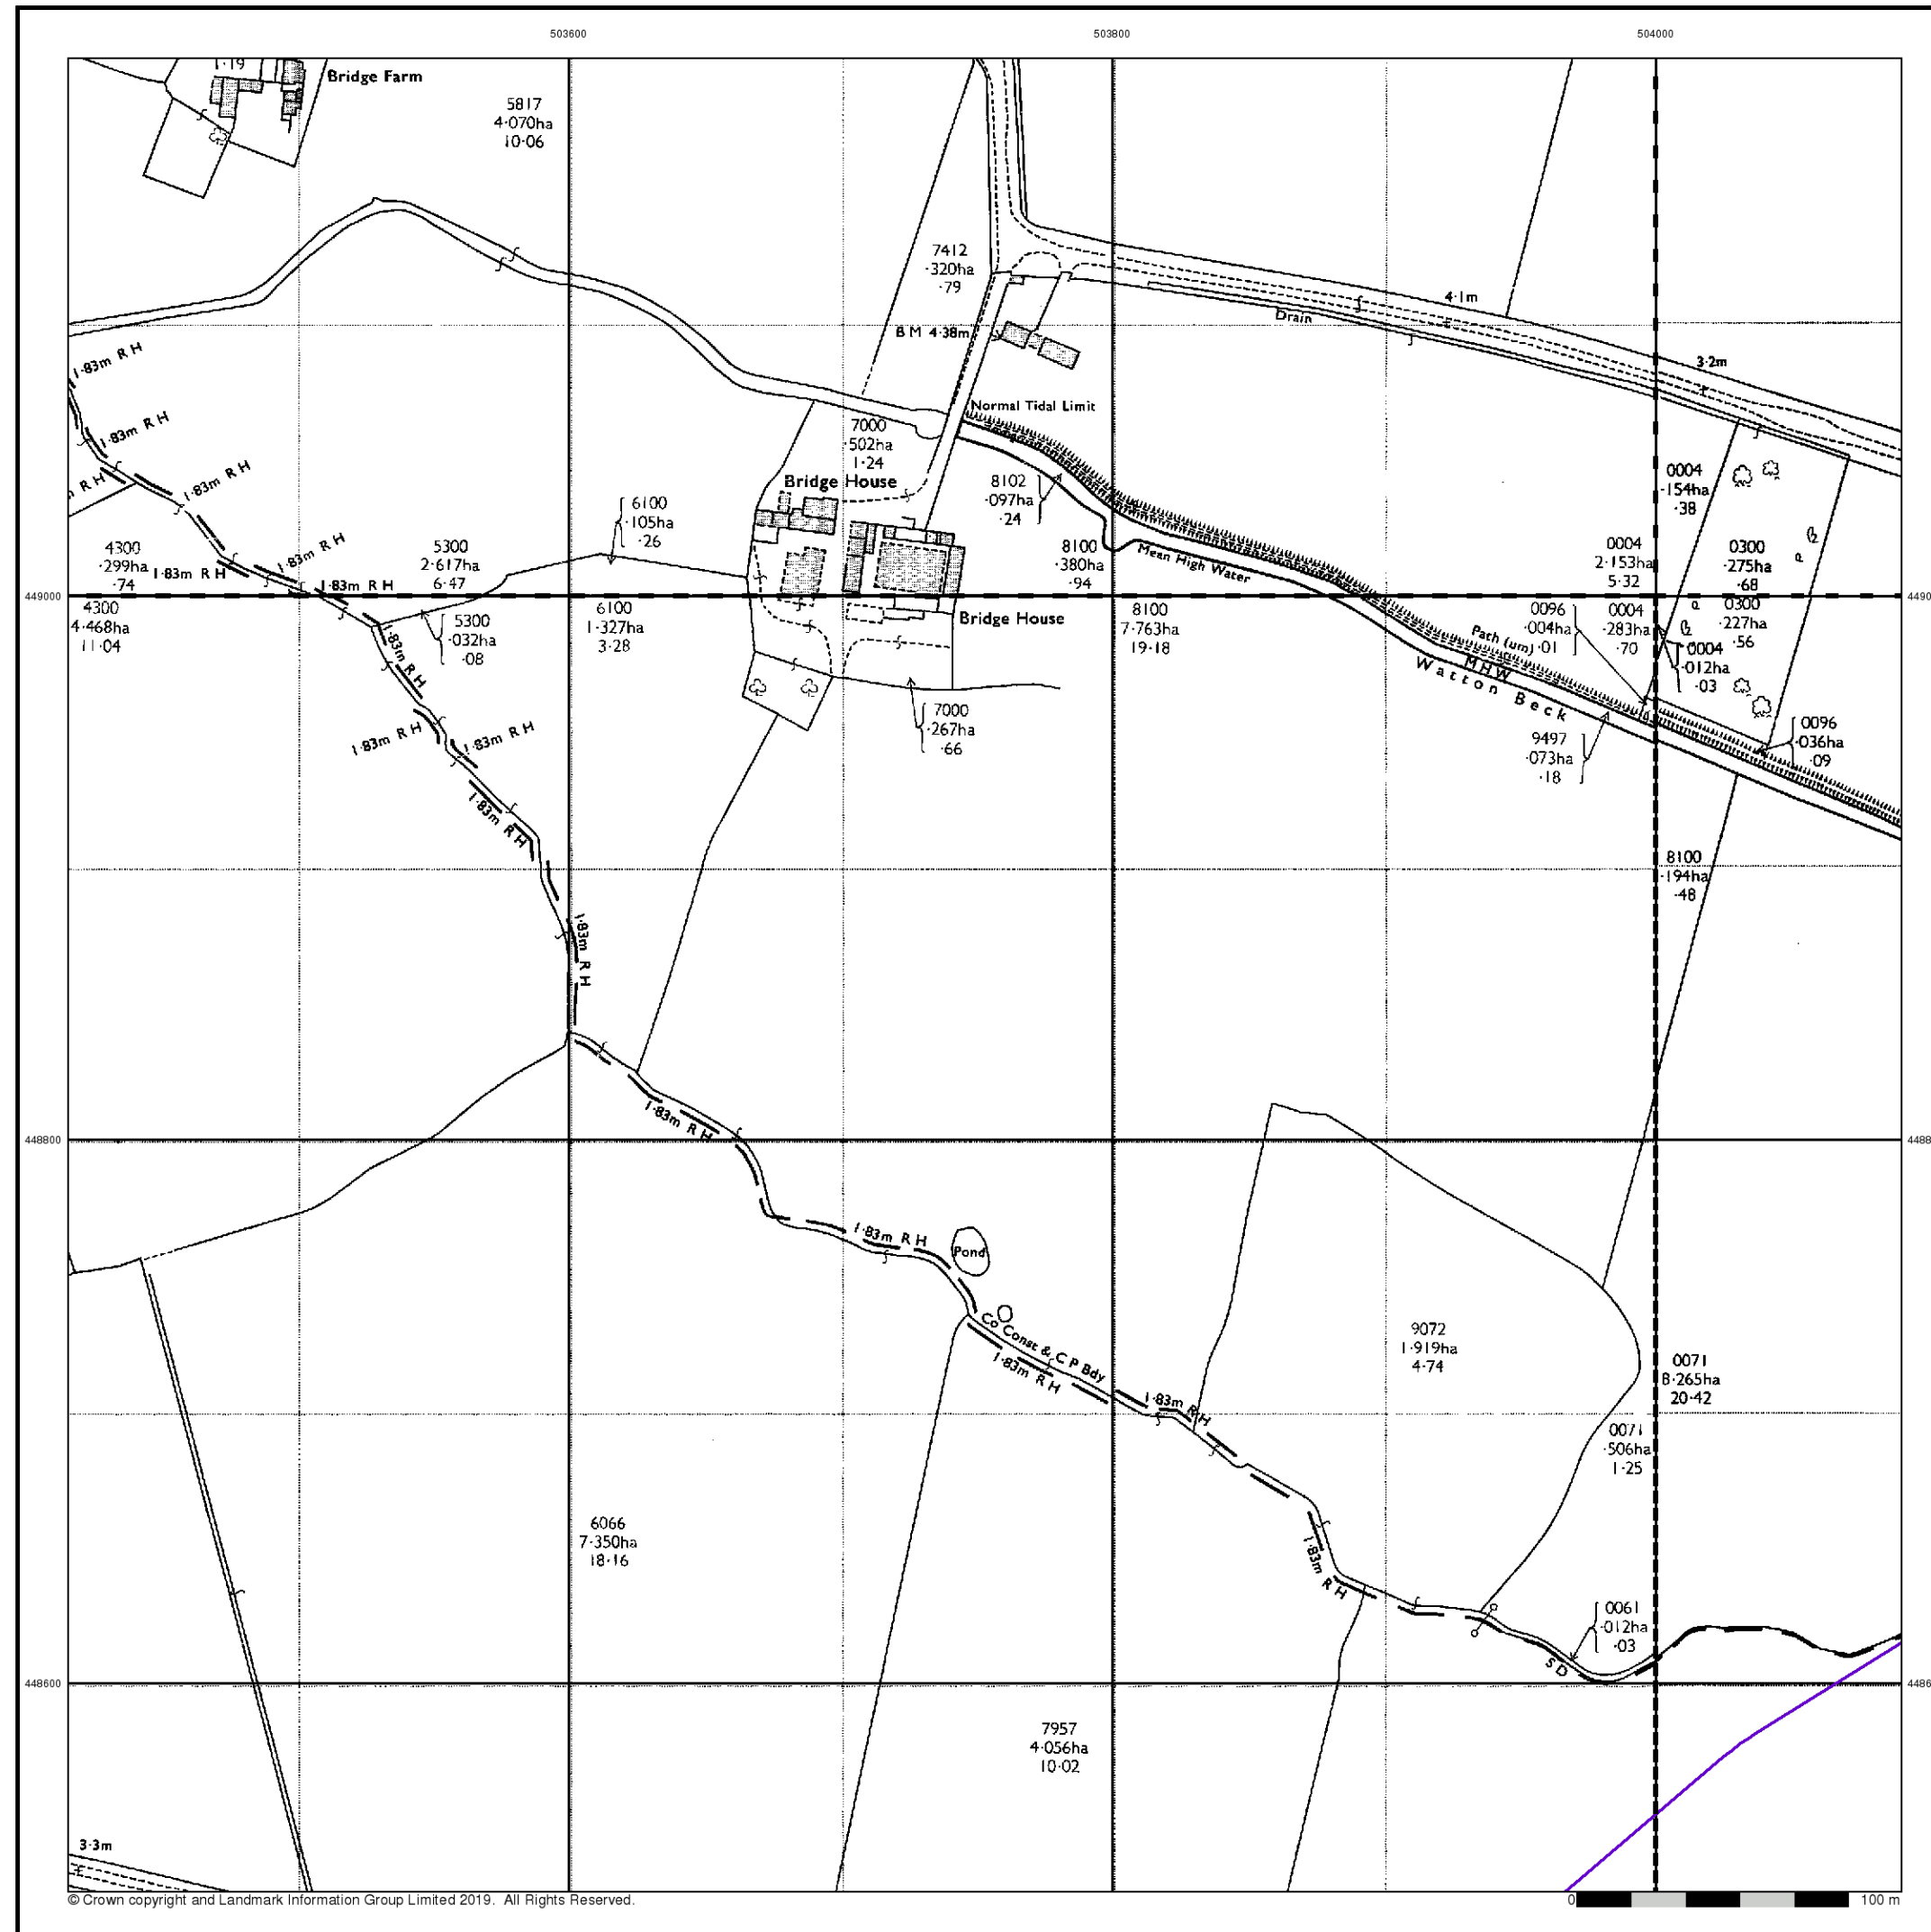 503600
503800
504000
1·19
Bridge Farm
5817
4·070ha
10·06
7412
·320ha
·79
B M 4·38m
4·1m
Drain
3·2m
1·83m R H
1·83m R H
1·83m R H
R H
Normal Tidal Limit
7000
·502ha
1·24
Bridge House
8102
·097ha
·24
0004
·154ha
·38
6100
·105ha
·26
4300
·299ha
·74
1·83m R H
1·83m R H
1·83m R H
5300
2·617ha
6·47
8100
·380ha
·94
Mean High Water
0004
2·153ha
5·32
0300
·275ha
·68
449000
4300
4·468ha
11·04
5300
·032ha
·08
6100
1·327ha
3·28
Bridge House
8100
7·763ha
19·18
Path (um)
0096
·004ha
·01
0004
·283ha
·70
0300
·227ha
·56
0004
·012ha
·03
4490
1·83m R H
1·83m R H
1·83m R H
7000
·267ha
·66
MHW
Watton Beck
9497
·073ha
·18
0096
·036ha
·09
1·83m R H
8100
·194ha
·48
1·83m R H
1·83m R H
448800
4488
1·83m R H
Pond
Co Const & C P Bdy
1·83m R H
1·83m R H
9072
1·919ha
4·74
0071
8·265ha
20·42
0071
·506ha
1·25
6066
7·350ha
18·16
1·83m R H
0061
·012ha
·03
S D
448600
4486
7957
4·056ha
10·02
3·3m
© Crown copyright and Landmark Information Group Limited 2019. All Rights Reserved.
0
100 m